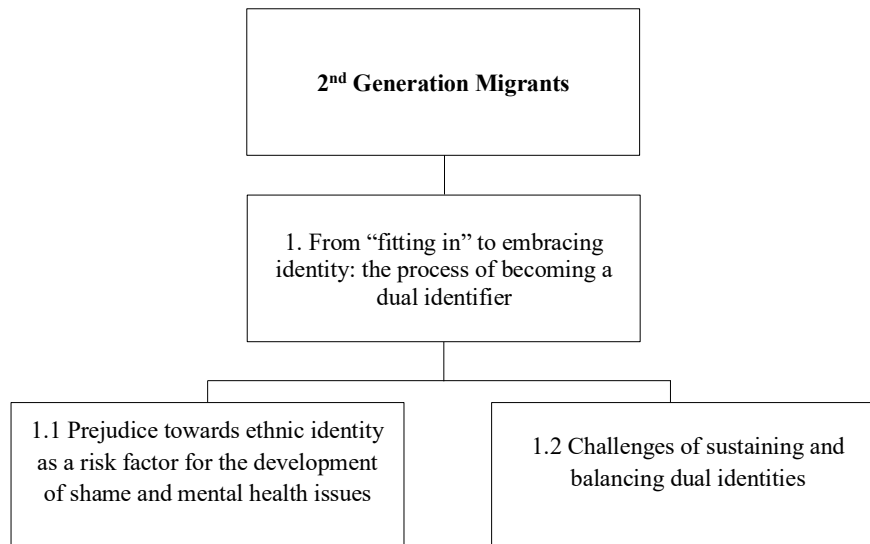 2nd Generation Migrants
1. From “fitting in” to embracing
identity: the process of becoming a
dual identifier
1.1 Prejudice towards ethnic identity
as a risk factor for the development
of shame and mental health issues
1.2 Challenges of sustaining and
balancing dual identities